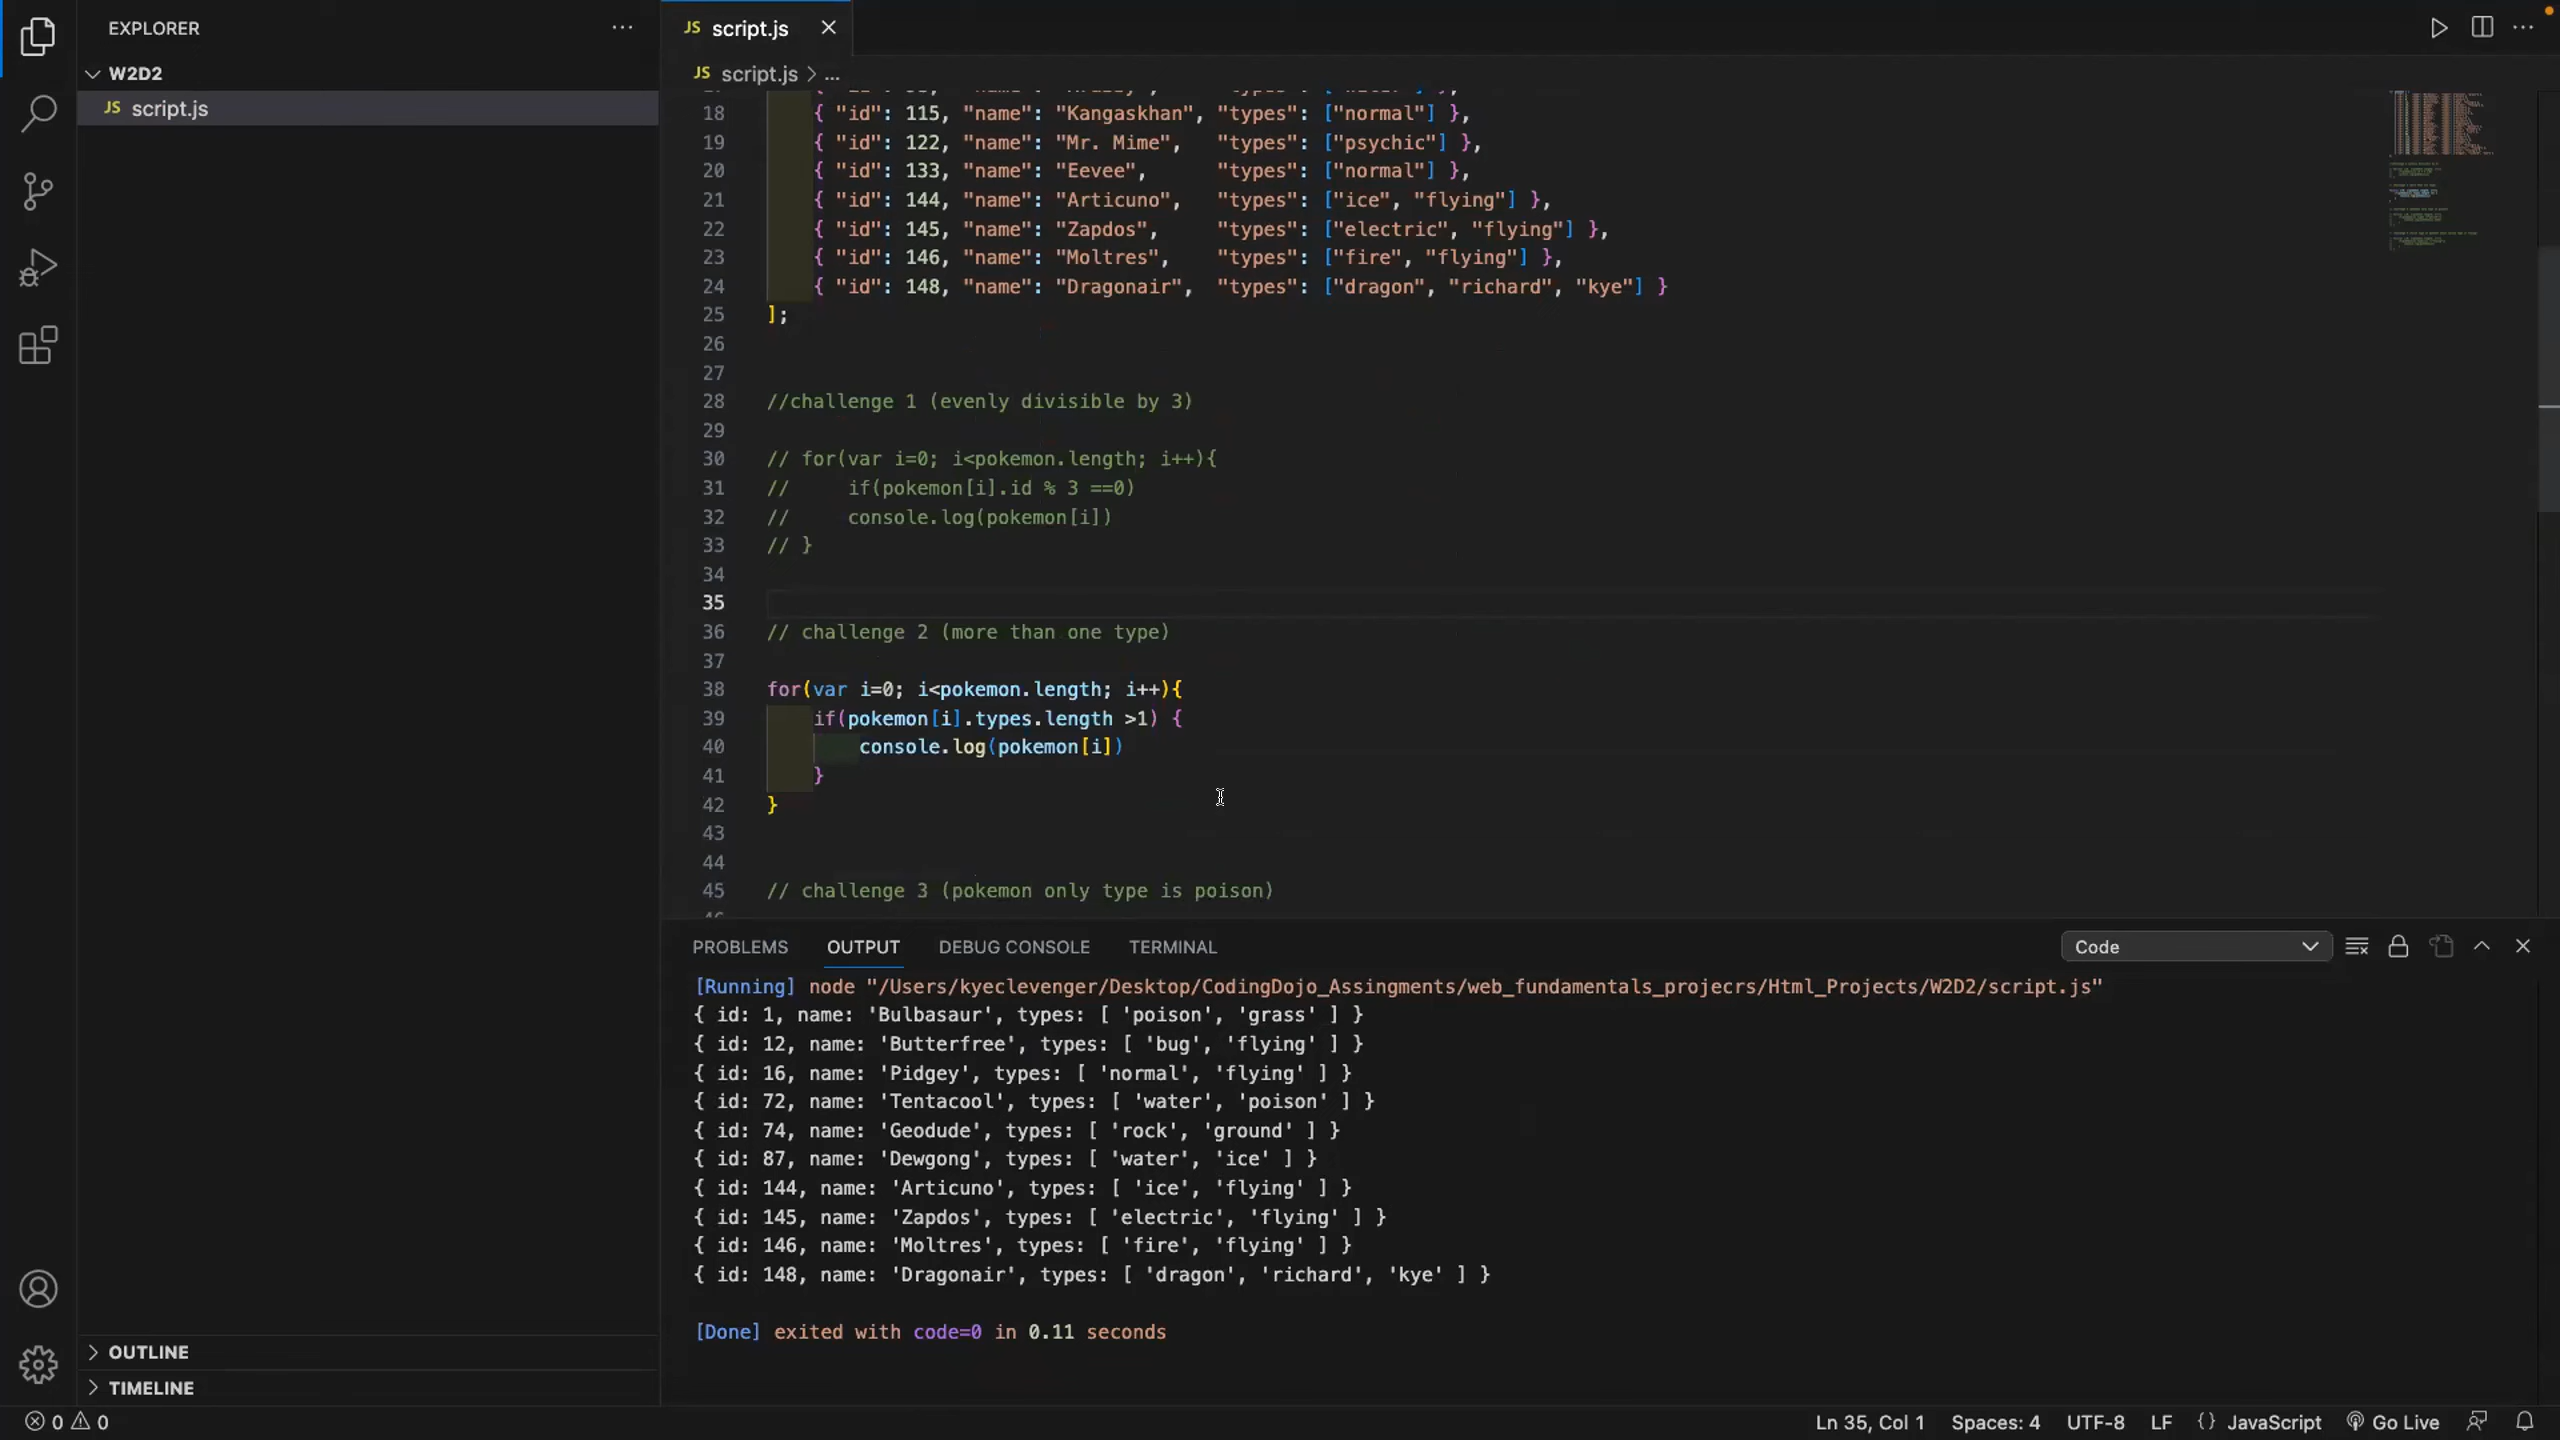 EXPLORER
W2D2
JS script.js
OUTLINE
TIMELINE
JS script.js
JS script.js > ...
18 { "id": 115, "name": "Kangaskhan", "types": ["normal"] },
19 { "id": 122, "name": "Mr. Mime", "types": ["psychic"] },
20 { "id": 133, "name": "Eevee", "types": ["normal"] },
21 { "id": 144, "name": "Articuno", "types": ["ice", "flying"] },
22 { "id": 145, "name": "Zapdos", "types": ["electric", "flying"] },
23 { "id": 146, "name": "Moltres", "types": ["fire", "flying"] },
24 { "id": 148, "name": "Dragonair", "types": ["dragon", "richard", "kye"] }
25 ];
26
27
28 //challenge 1 (evenly divisible by 3)
29
30 // for(var i=0; i<pokemon.length; i++){
31 //     if(pokemon[i].id % 3 ==0)
32 //     console.log(pokemon[i])
33 // }
34
35
36 // challenge 2 (more than one type)
37
38 for(var i=0; i<pokemon.length; i++){
39     if(pokemon[i].types.length >1) {
40         console.log(pokemon[i])
41     }
42 }
43
44
45 // challenge 3 (pokemon only type is poison)
PROBLEMS OUTPUT DEBUG CONSOLE TERMINAL Code
[Running] node "/Users/kyeclevenger/Desktop/CodingDojo_Assingments/web_fundamentals_projecrs/Html_Projects/W2D2/script.js"
{ id: 1, name: 'Bulbasaur', types: [ 'poison', 'grass' ] }
{ id: 12, name: 'Butterfree', types: [ 'bug', 'flying' ] }
{ id: 16, name: 'Pidgey', types: [ 'normal', 'flying' ] }
{ id: 72, name: 'Tentacool', types: [ 'water', 'poison' ] }
{ id: 74, name: 'Geodude', types: [ 'rock', 'ground' ] }
{ id: 87, name: 'Dewgong', types: [ 'water', 'ice' ] }
{ id: 144, name: 'Articuno', types: [ 'ice', 'flying' ] }
{ id: 145, name: 'Zapdos', types: [ 'electric', 'flying' ] }
{ id: 146, name: 'Moltres', types: [ 'fire', 'flying' ] }
{ id: 148, name: 'Dragonair', types: [ 'dragon', 'richard', 'kye' ] }
[Done] exited with code=0 in 0.11 seconds
0 0 Ln 35, Col 1 Spaces: 4 UTF-8 LF {} JavaScript Go Live